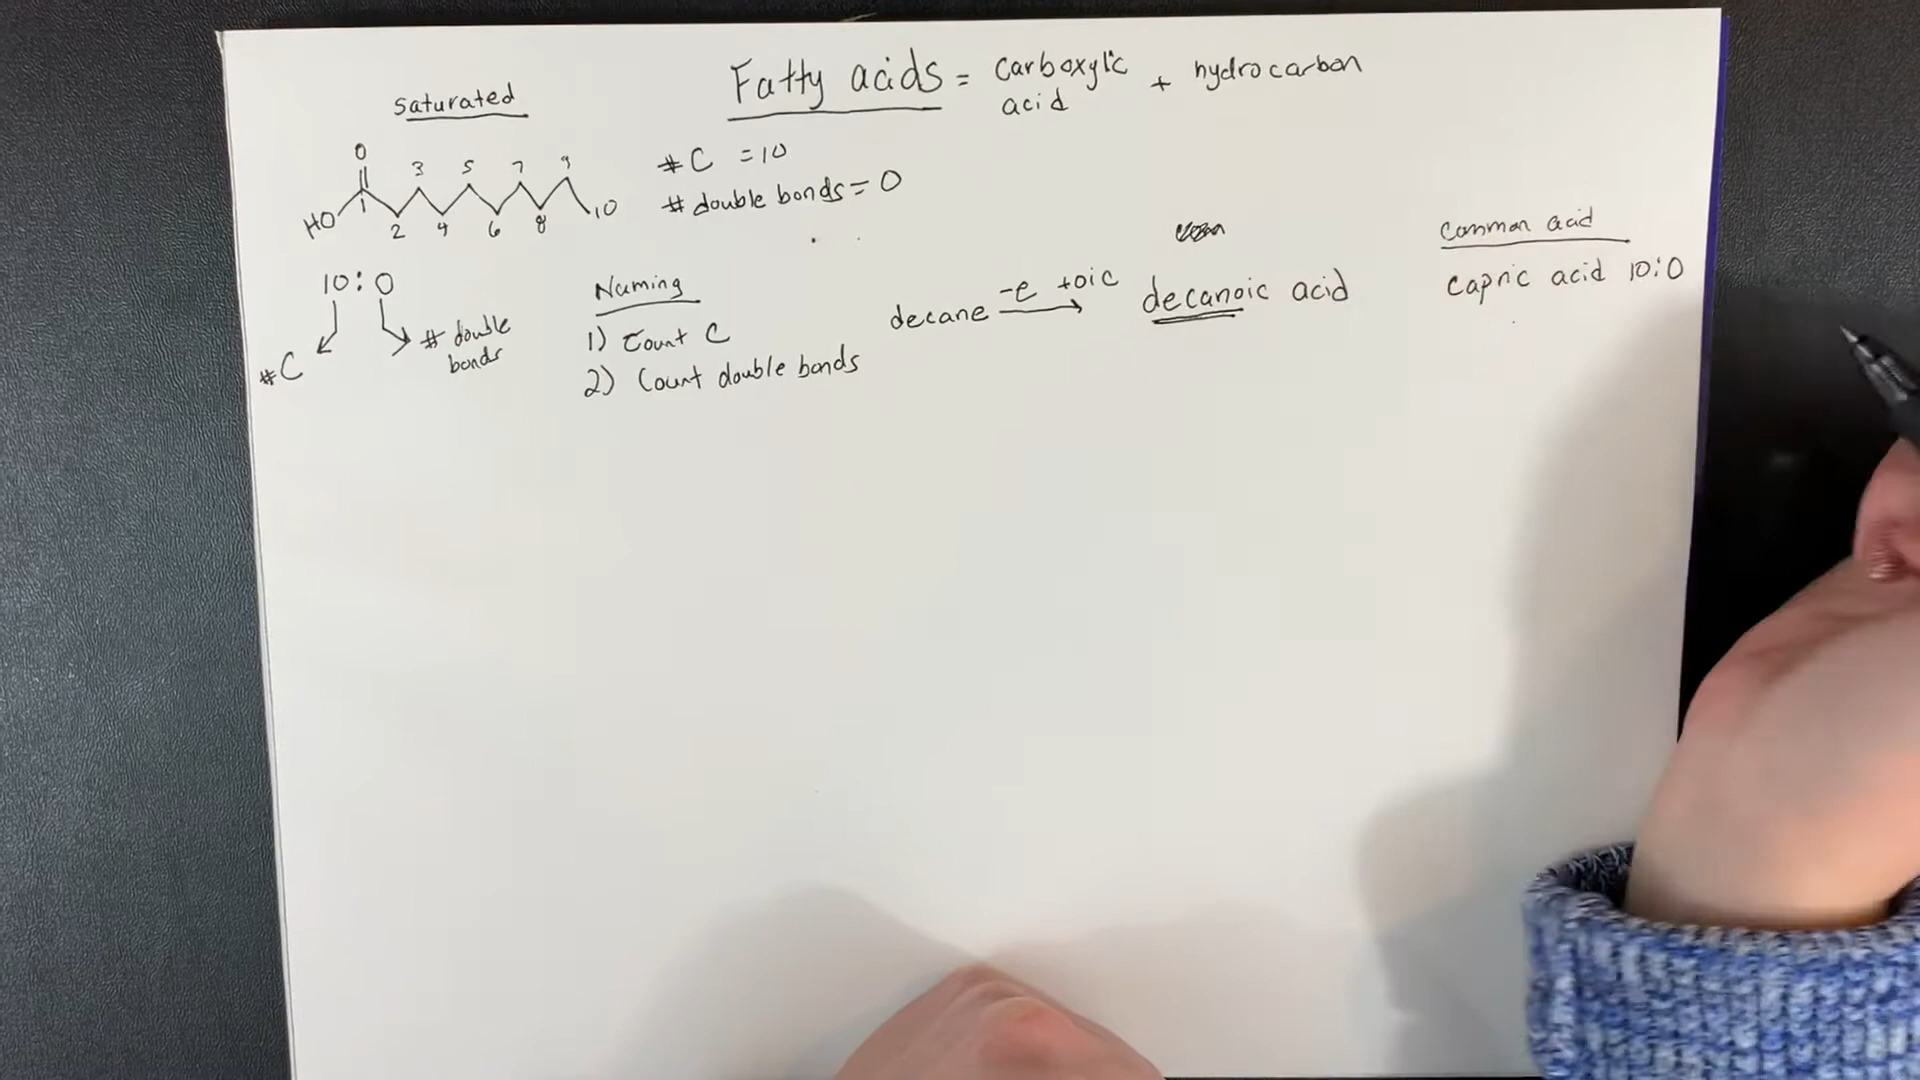 Fatty acids = carboxylic acid + hydrocarbon
Saturated
O
HO
1
2
3
4
5
6
7
8
9
10
#C = 10
# double bonds = 0
10:0
#C
# double
bonds
Naming
1) Count C
2) Count double bonds
decane -e +oic decanoic acid
Common acid
capric acid 10:0